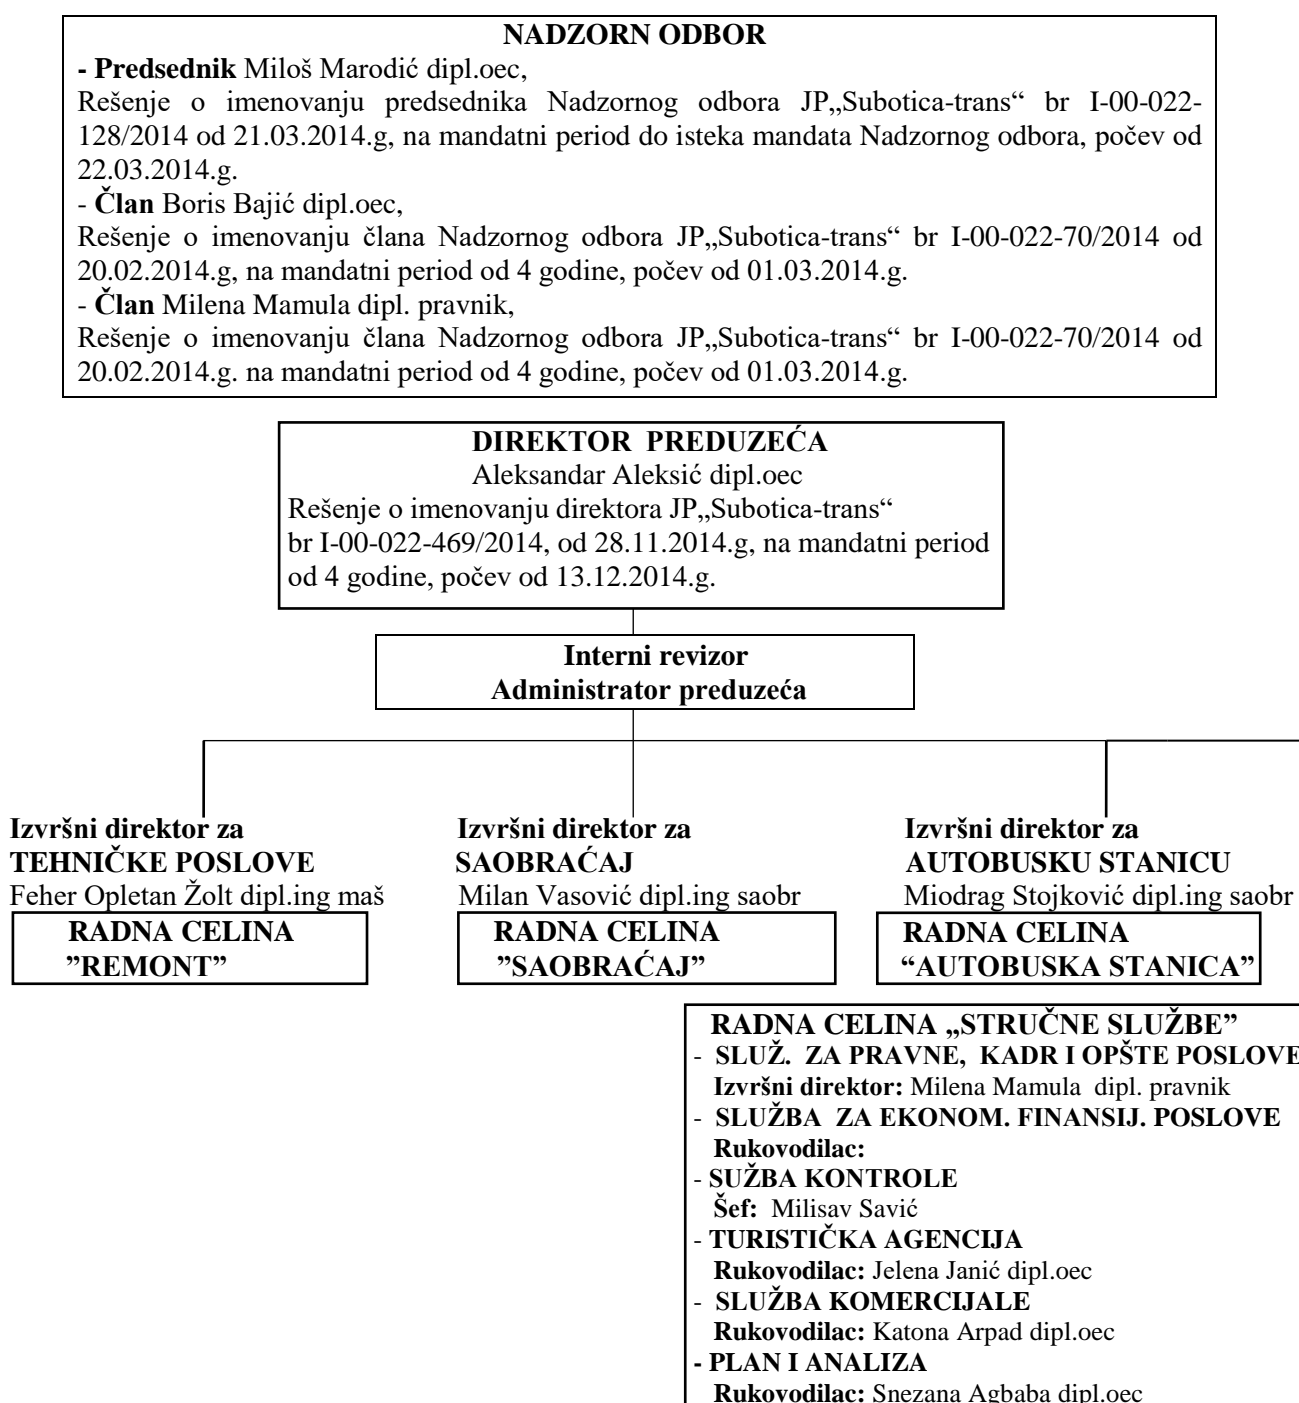 NADZORN ODBOR
- Predsednik Miloš Marodić dipl.oec,
Rešenje o imenovanju predsednika Nadzornog odbora JP„Subotica-trans“ br I-00-022-
128/2014 od 21.03.2014.g, na mandatni period do isteka mandata Nadzornog odbora, počev od
22.03.2014.g.
- Član Boris Bajić dipl.oec,
Rešenje o imenovanju člana Nadzornog odbora JP„Subotica-trans“ br I-00-022-70/2014 od
20.02.2014.g, na mandatni period od 4 godine, počev od 01.03.2014.g.
- Član Milena Mamula dipl. pravnik,
Rešenje o imenovanju člana Nadzornog odbora JP„Subotica-trans“ br I-00-022-70/2014 od
20.02.2014.g. na mandatni period od 4 godine, počev od 01.03.2014.g.
DIREKTOR PREDUZEĆA
Aleksandar Aleksić dipl.oec
Rešenje o imenovanju direktora JP„Subotica-trans“
br I-00-022-469/2014, od 28.11.2014.g, na mandatni period
od 4 godine, počev od 13.12.2014.g.
Interni revizor
Administrator preduzeća
Izvršni direktor za
TEHNIČKE POSLOVE
Feher Opletan Žolt dipl.ing maš
RADNA CELINA
”REMONT”
Izvršni direktor za
SAOBRAĆAJ
Milan Vasović dipl.ing saobr
RADNA CELINA
”SAOBRAĆAJ”
Izvršni direktor za
AUTOBUSKU STANICU
Miodrag Stojković dipl.ing saobr
RADNA CELINA
“AUTOBUSKA STANICA”
RADNA CELINA „STRUČNE SLUŽBE”
- SLUŽ. ZA PRAVNE, KADR I OPŠTE POSLOVE
Izvršni direktor: Milena Mamula dipl. pravnik
- SLUŽBA ZA EKONOM. FINANSIJ. POSLOVE
Rukovodilac:
- SUŽBA KONTROLE
Šef: Milisav Savić
- TURISTIČKA AGENCIJA
Rukovodilac: Jelena Janić dipl.oec
- SLUŽBA KOMERCIJALE
Rukovodilac: Katona Arpad dipl.oec
- PLAN I ANALIZA
Rukovodilac: Snezana Agbaba dipl.oec